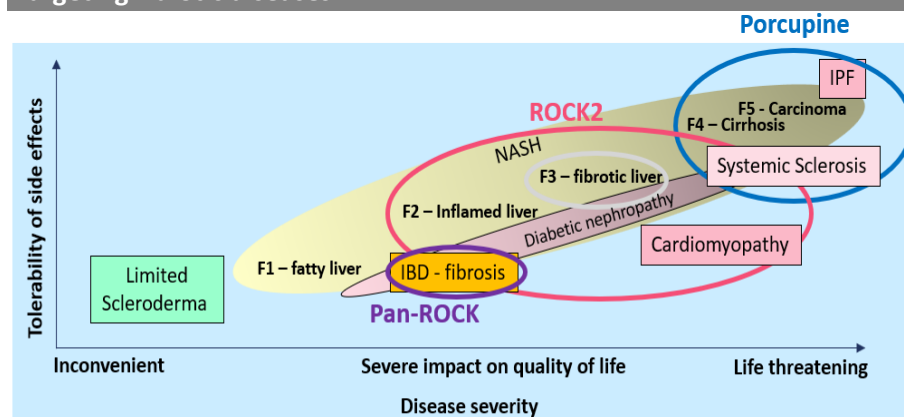 Porcupine
IPF
F5 - Carcinoma
F4 – Cirrhosis
ROCK2
NASH
Systemic Sclerosis
F3 – fibrotic liver
F2 – Inflamed liver
Diabetic nephropathy
Cardiomyopathy
F1 – fatty liver
IBD - fibrosis
Limited
Scleroderma
Pan-ROCK
Tolerability of side effects
Inconvenient
Severe impact on quality of life
Life threatening
Disease severity